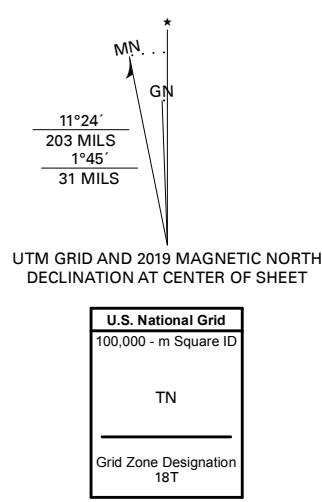 ★
MN
GN
11°24´
203 MILS
1°45´
31 MILS
UTM GRID AND 2019 MAGNETIC NORTH
DECLINATION AT CENTER OF SHEET
U.S. National Grid
100,000 - m Square ID
TN
Grid Zone Designation
18T